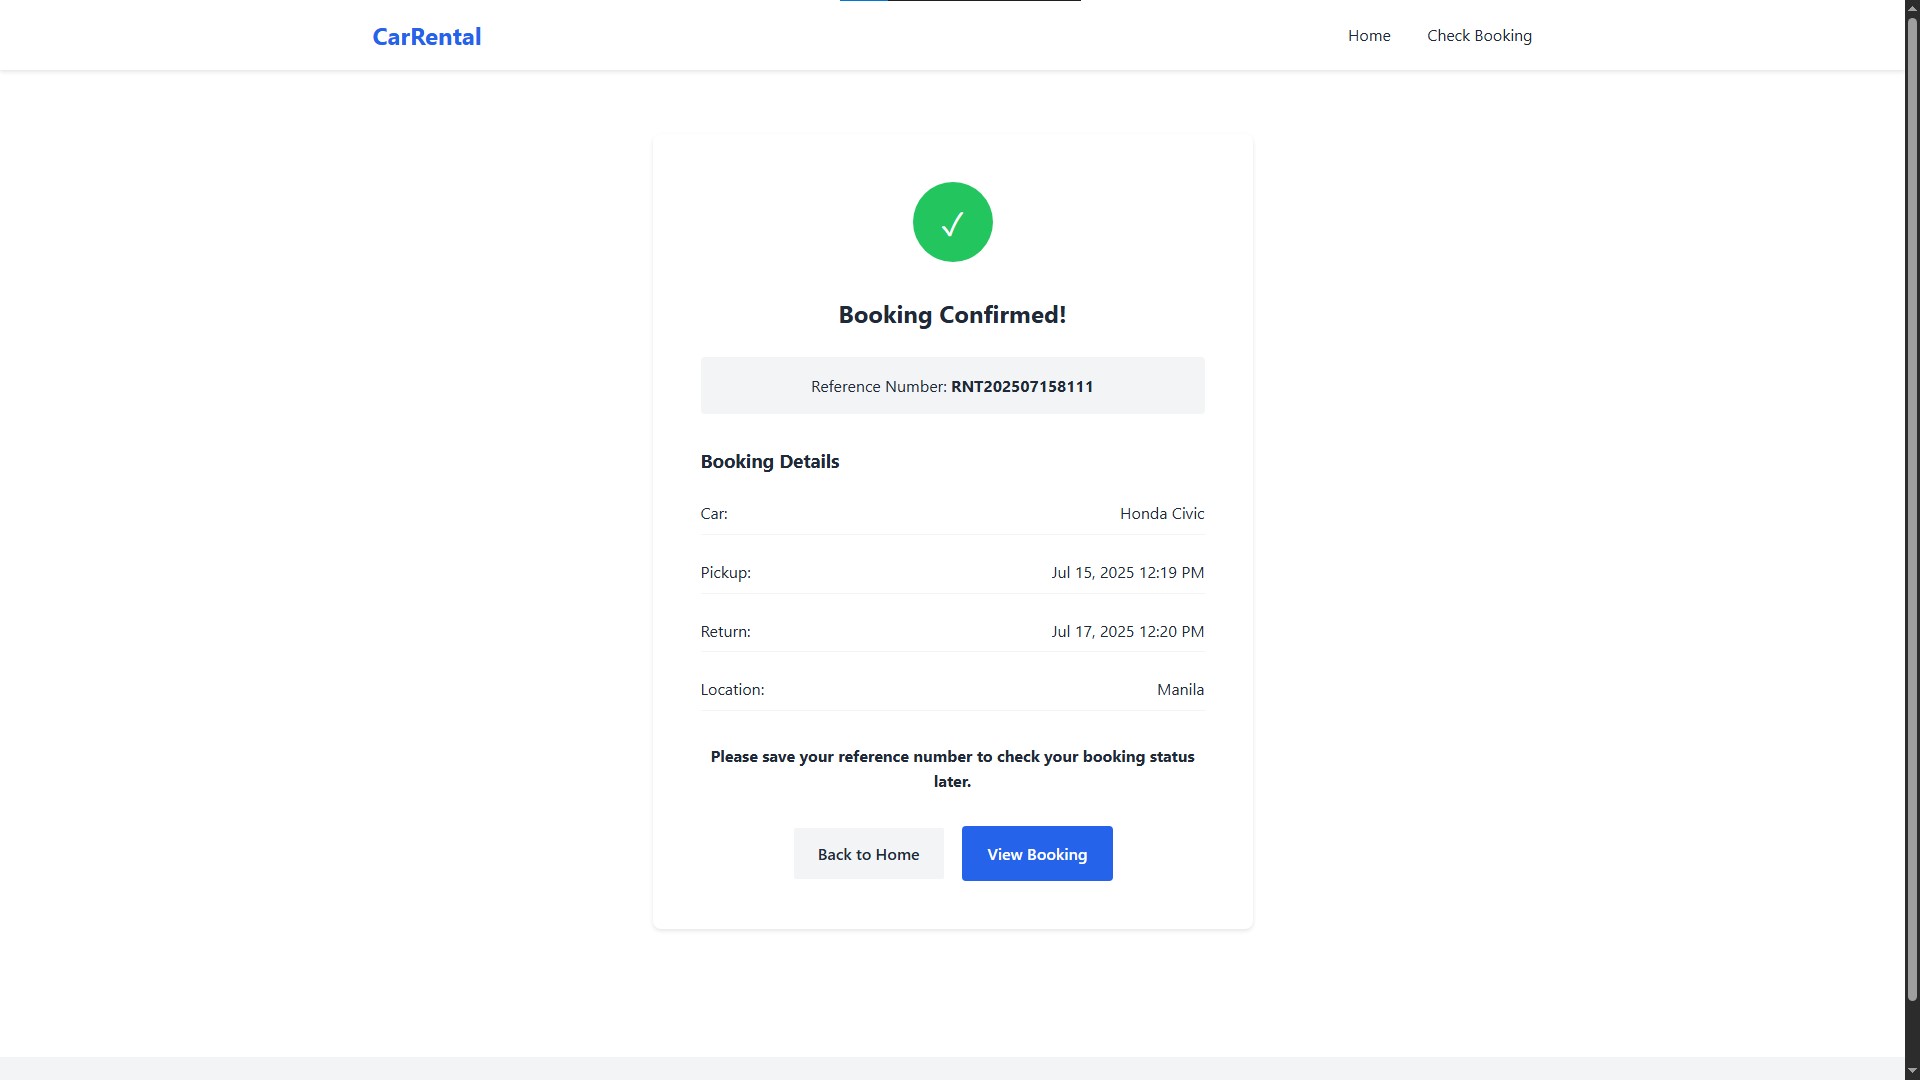 CarRental
Home
Check Booking
✓
Booking Confirmed!
Reference Number: RNT202507158111
Booking Details
Car: Honda Civic
Pickup: Jul 15, 2025 12:19 PM
Return: Jul 17, 2025 12:20 PM
Location: Manila
Please save your reference number to check your booking status
later.
Back to Home
View Booking